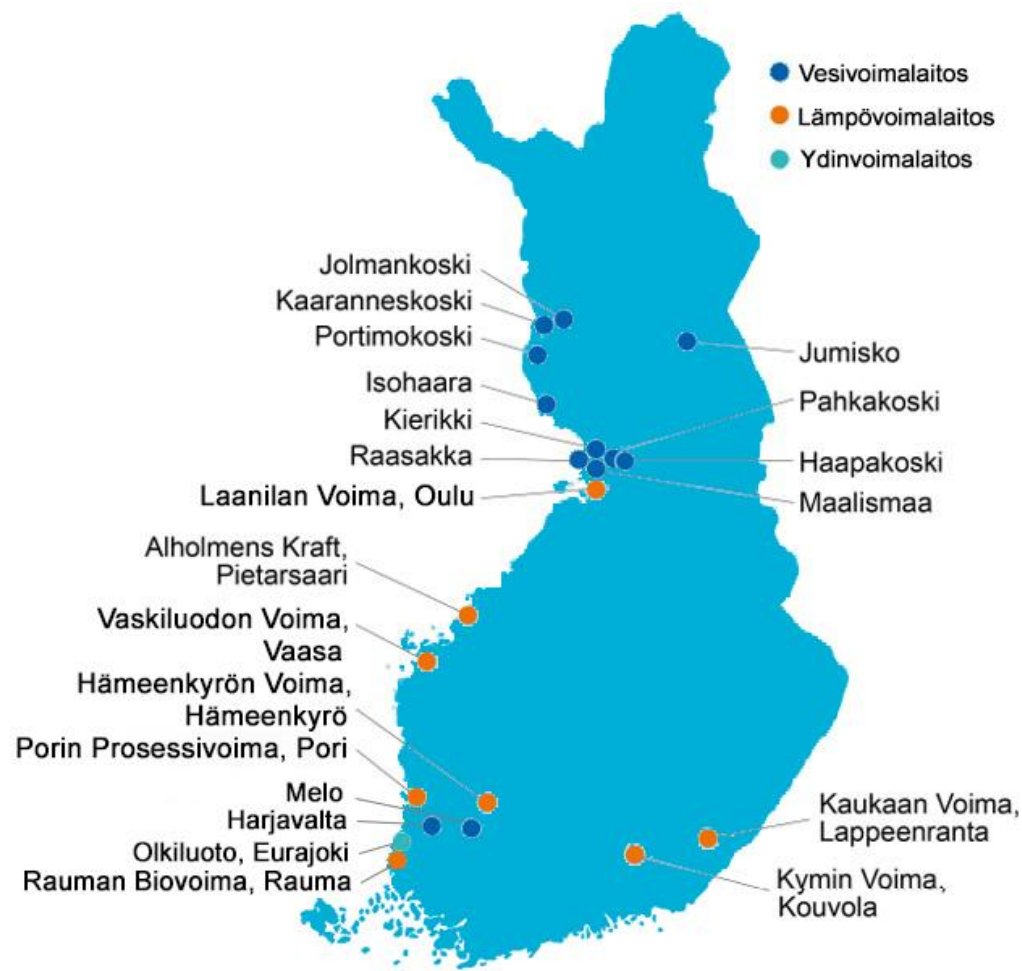 Vesivoimalaitos
Lämpövoimalaitos
Ydinvoimalaitos
Jolmankoski
Kaaranneskoski
Portimokoski
Isohaara
Kierikki
Raasakka
Laanilan Voima, Oulu
Alholmens Kraft,
Pietarsaari
Vaskiluodon Voima,
Vaasa
Hämeenkyrön Voima,
Hämeenkyrö
Porin Prosessivoima, Pori
Melo
Harjavalta
Olkiluoto, Eurajoki
Rauman Biovoima, Rauma
Jumisko
Pahkakoski
Haapakoski
Maalismaa
Kaukaan Voima,
Lappeenranta
Kymin Voima,
Kouvola